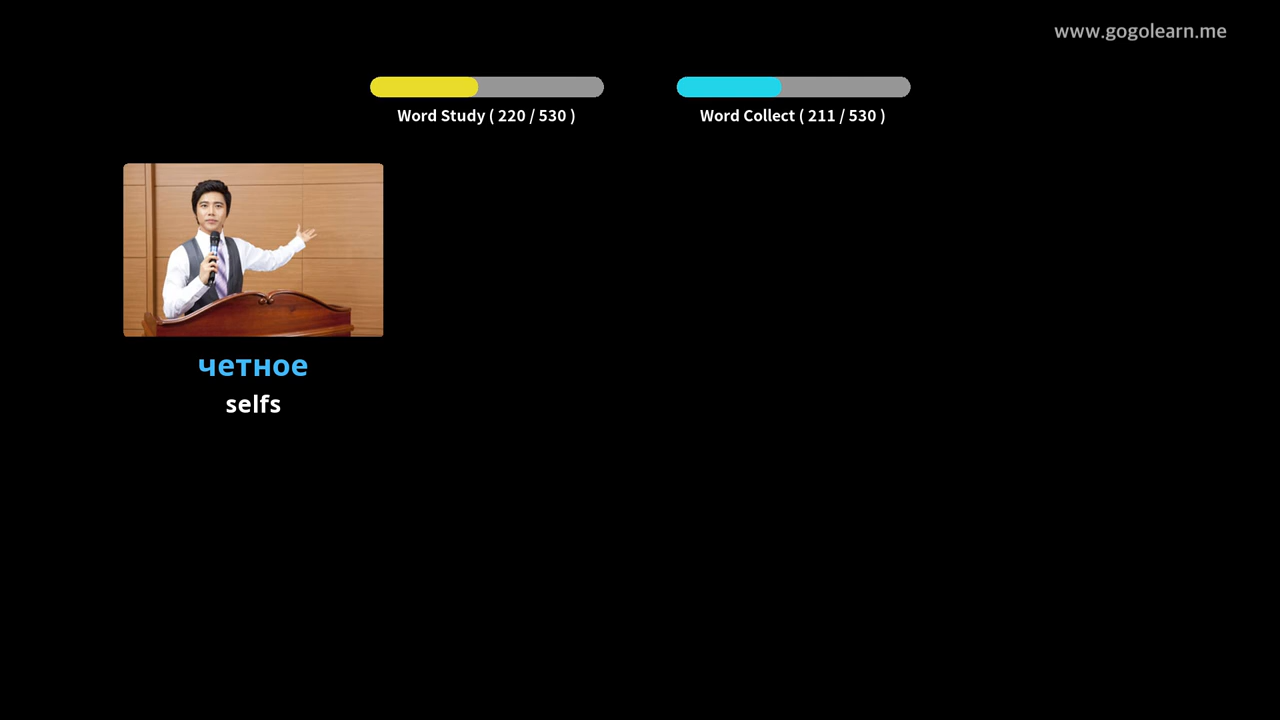 www.gogolearn.me
Word Study ( 220 / 530 )
Word Collect ( 211 / 530 )
четное
selfs